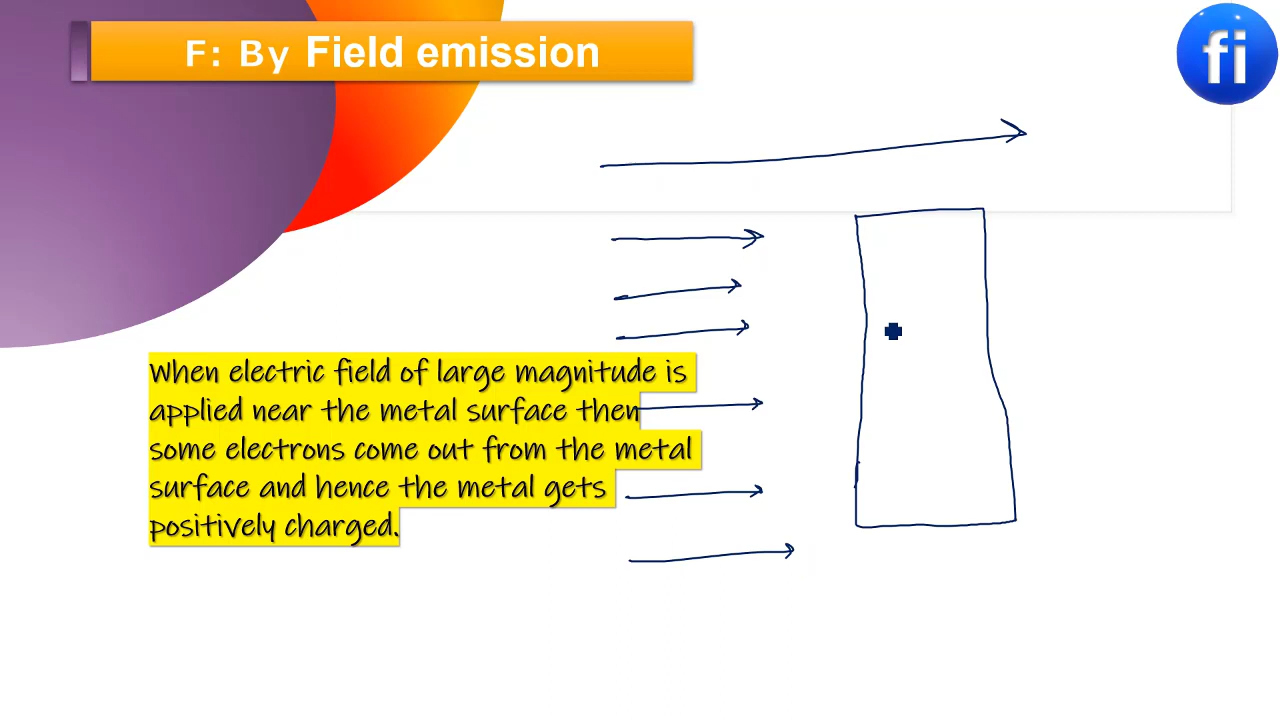 F: By Field emission
fi
When electric field of large magnitude is
applied near the metal surface then
some electrons come out from the metal
surface and hence the metal gets
positively charged.